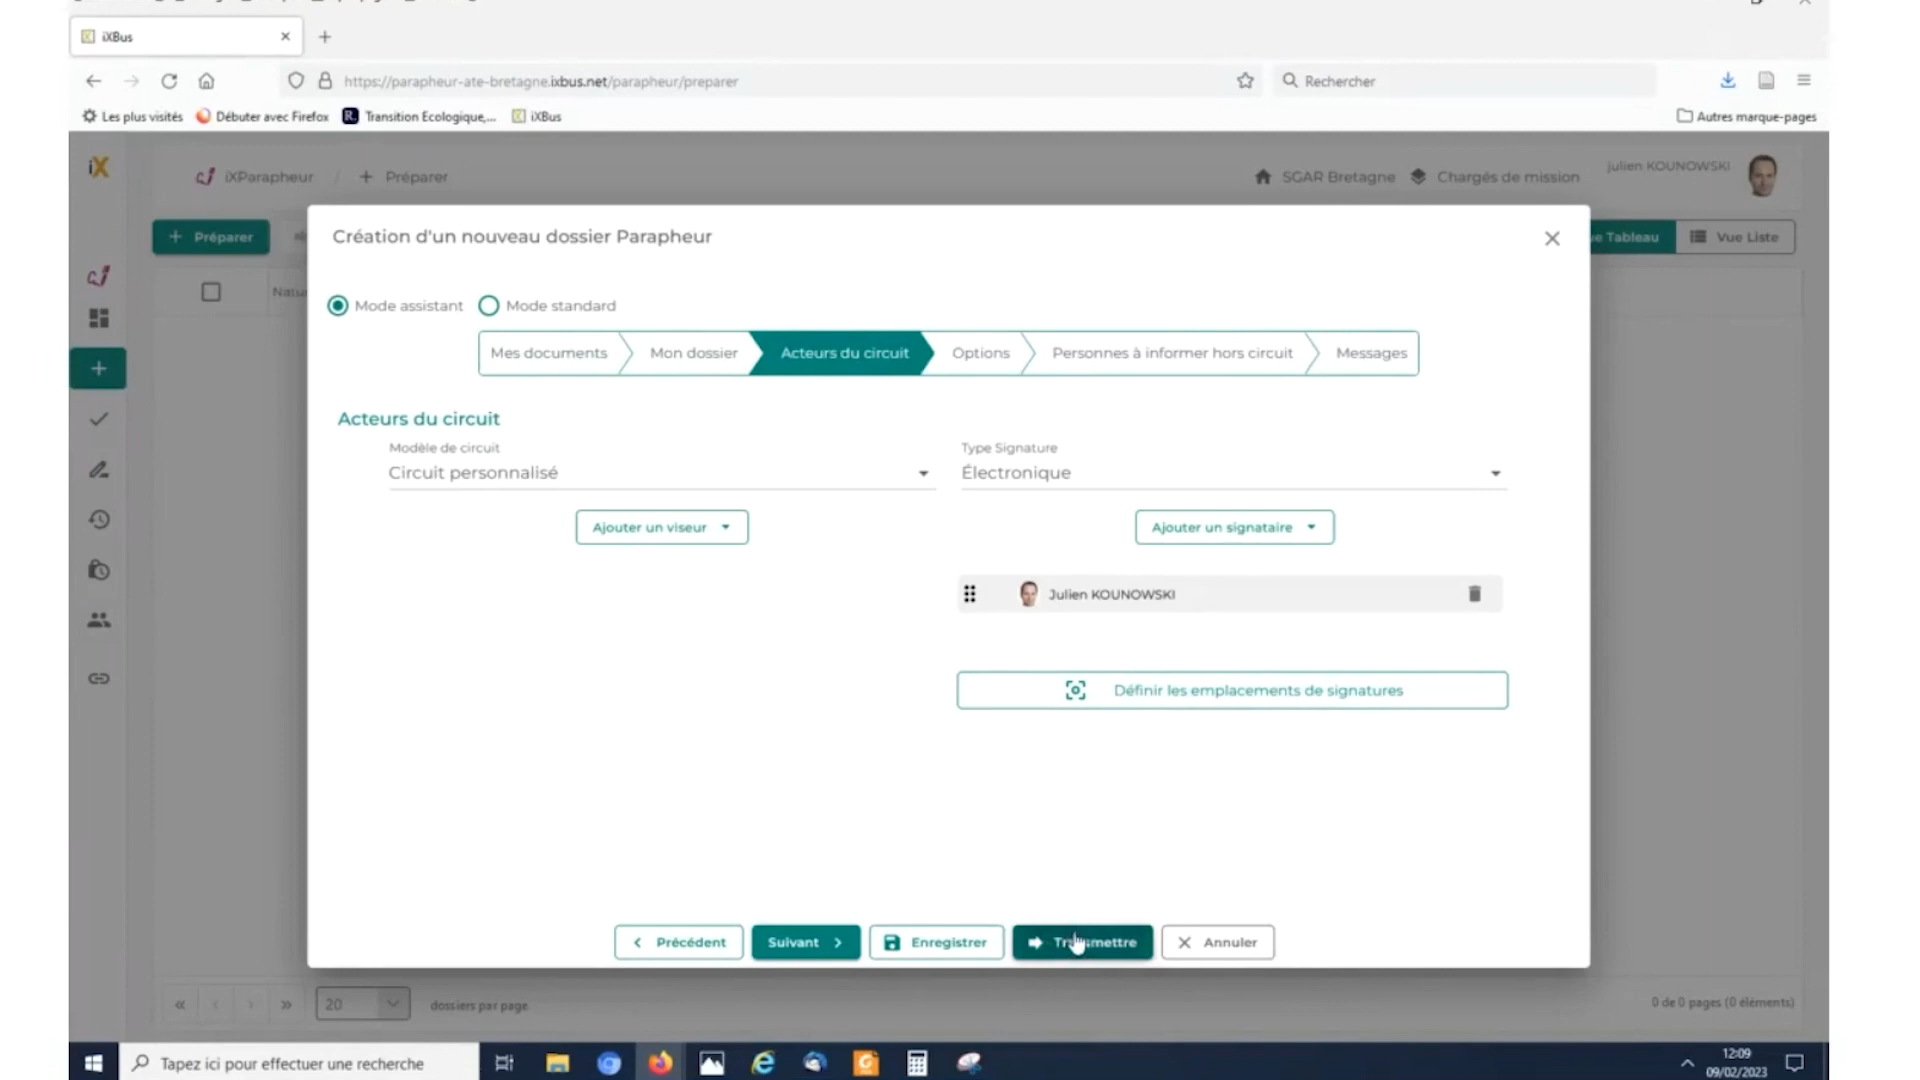 iXBus
https://parapheur-ate-bretagne.ixbus.net/parapheur/preparer
Rechercher
Les plus visités
Débuter avec Firefox
R.
Transition Ecologique,...
iXBus
Autres marque-pages
iX
iXParapheur / + Préparer
SGAR Bretagne
Chargés de mission
Julien KOUNOWSKI
+ Préparer
Tableau
Vue Liste
Natu
Création d'un nouveau dossier Parapheur
Mode assistant
Mode standard
Mes documents
Mon dossier
Acteurs du circuit
Options
Personnes à informer hors circuit
Messages
Acteurs du circuit
Modèle de circuit
Circuit personnalisé
Type Signature
Électronique
Ajouter un viseur
Ajouter un signataire
Julien KOUNOWSKI
Définir les emplacements de signatures
Précédent
Suivant
Enregistrer
Transmettre
Annuler
20
dossiers par page
0 de 0 pages (0 éléments)
Tapez ici pour effectuer une recherche
12:09
09/02/2023